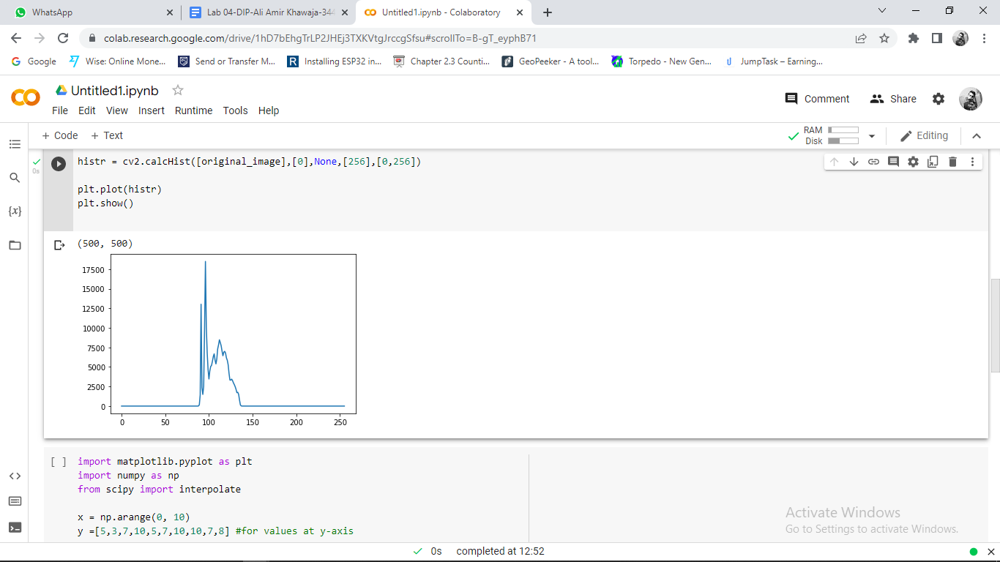 WhatsApp
Lab 04-DIP-Ali Amir Khawaja-344
Untitled1.ipynb - Colaboratory
colab.research.google.com/drive/1hD7bEhgTrLP2JHEj3TXKVtgJrccgSfsu#scrollTo=B-gT_eyphB71
Google
Wise: Online Mone...
Send or Transfer M...
Installing ESP32 in...
Chapter 2.3 Counti...
GeoPeeker - A tool...
Torpedo - New Gen...
JumpTask – Earning...
Untitled1.ipynb
File Edit View Insert Runtime Tools Help
Comment
Share
+ Code + Text
RAM
Disk
Editing
0s
histr = cv2.calcHist([original_image],[0],None,[256],[0,256])
plt.plot(histr)
plt.show()
{x}
(500, 500)
17500
15000
12500
10000
7500
5000
2500
0
0 50 100 150 200 250
[ ]
import matplotlib.pyplot as plt
import numpy as np
from scipy import interpolate
x = np.arange(0, 10)
y =[5,3,7,10,5,7,10,10,7,8] #for values at y-axis
Activate Windows
Go to Settings to activate Windows.
0s completed at 12:52